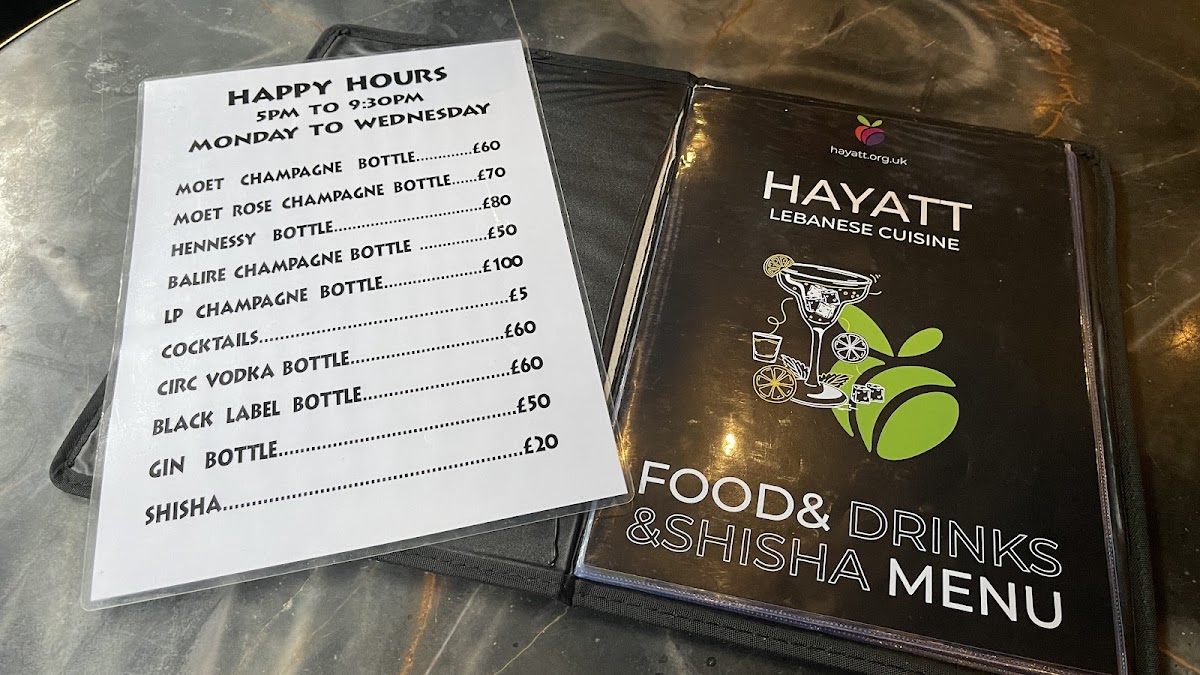 HAPPY HOURS
5PM TO 9:30PM
MONDAY TO WEDNESDAY
MOET CHAMPAGNE BOTTLE............£60
MOET ROSE CHAMPAGNE BOTTLE......£70
HENNESSY BOTTLE..............................£80
BALIRE CHAMPAGNE BOTTLE ..............£50
LP CHAMPAGNE BOTTLE....................£100
COCKTAILS..........................................£5
CIRC VODKA BOTTLE..........................£60
BLACK LABEL BOTTLE.........................£60
GIN BOTTLE........................................£50
SHISHA..................................................£20
hayatt.org.uk
HAYATT
LEBANESE CUISINE
FOOD& DRINKS
&SHISHA MENU